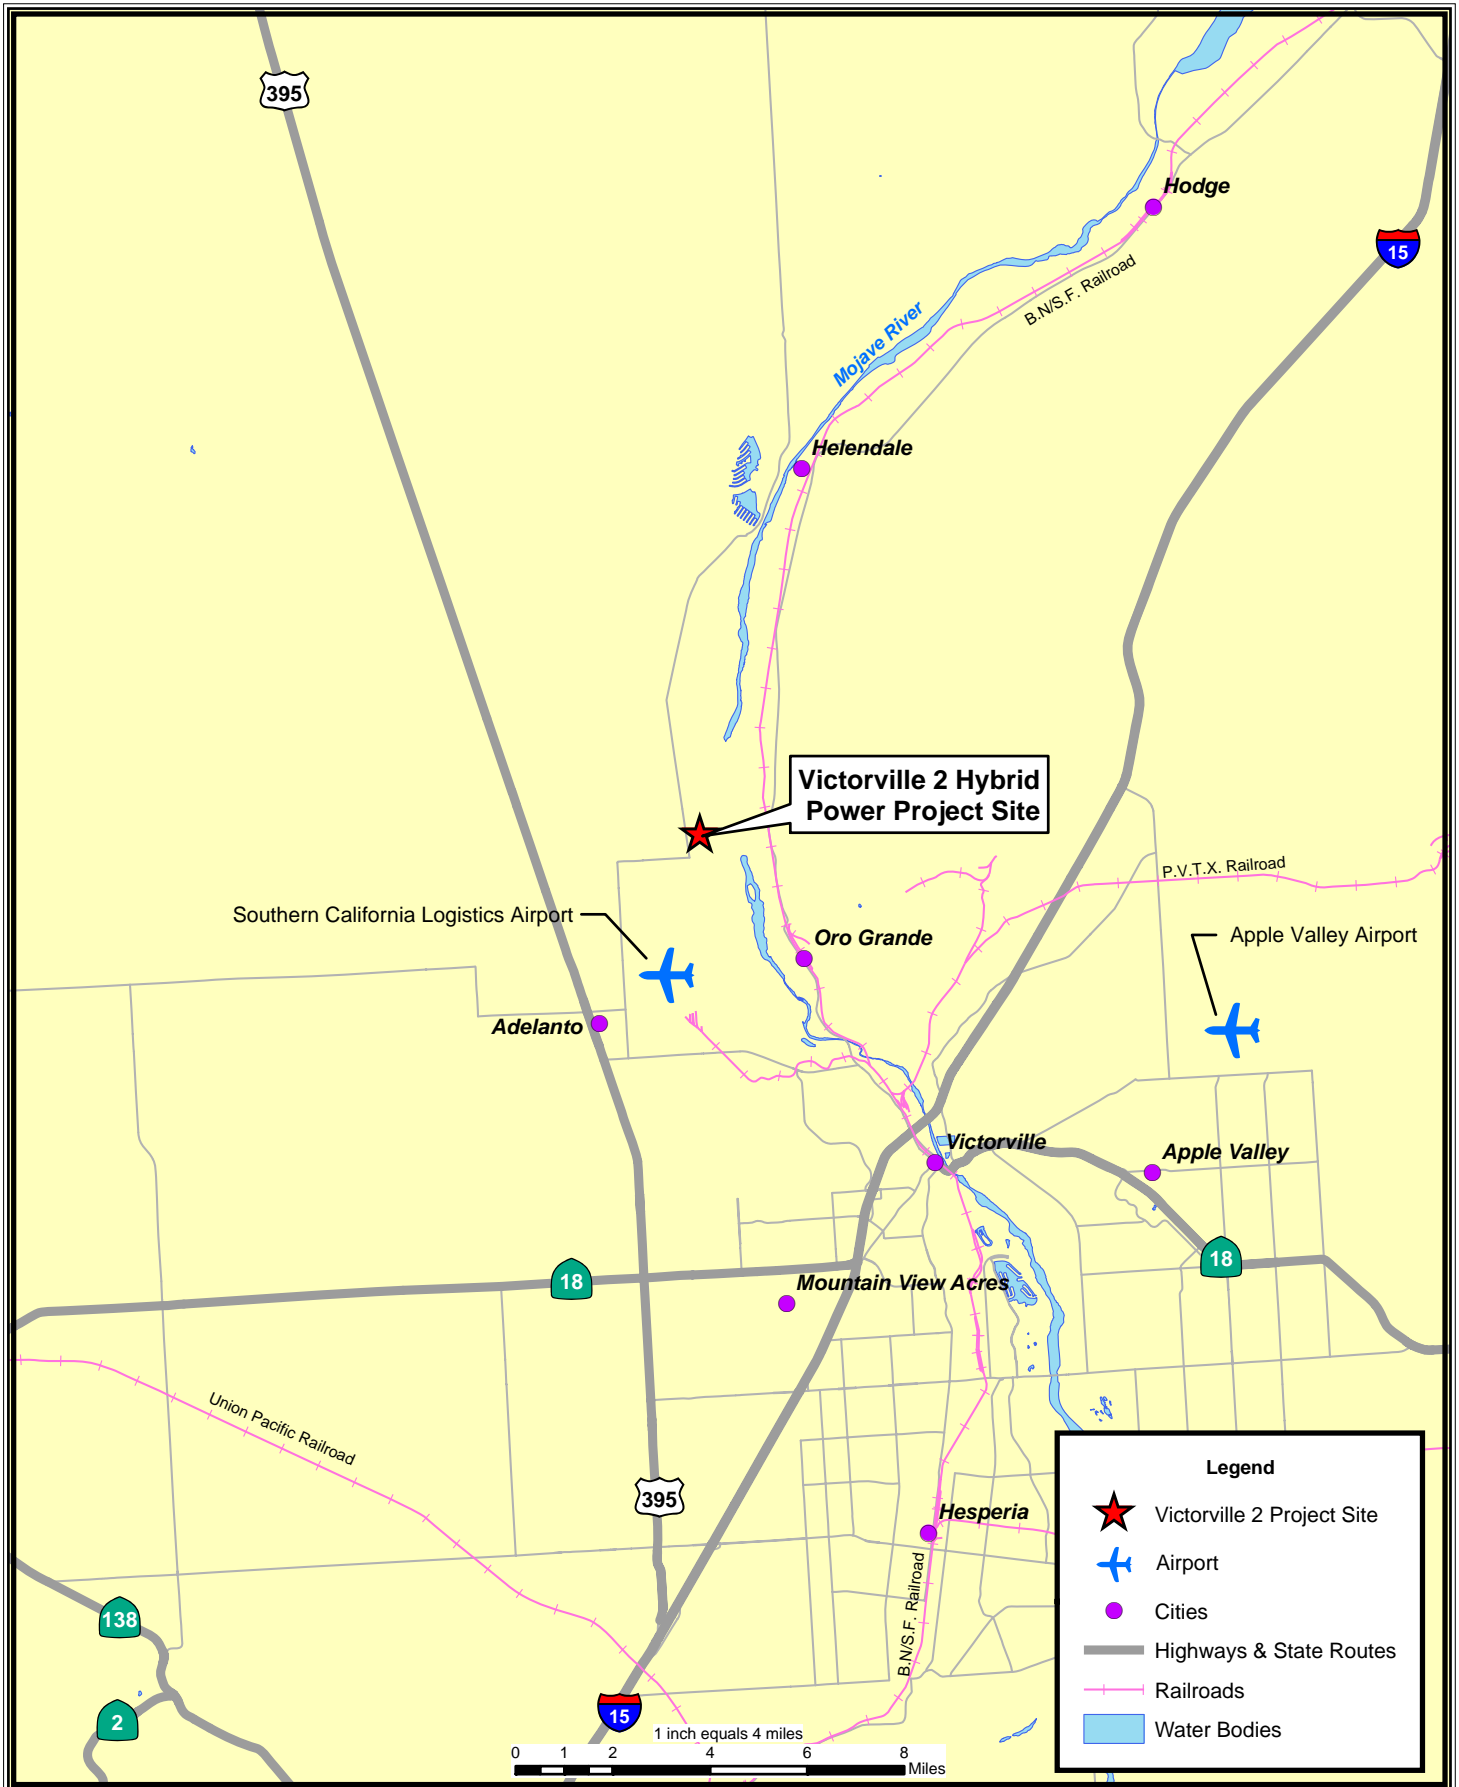 395
Hodge
15
B.N/S.F. Railroad
Mojave River
Helendale
Victorville 2 Hybrid
Power Project Site
P.V.T.X. Railroad
Southern California Logistics Airport
Oro Grande
Apple Valley Airport
Adelanto
Victorville
Apple Valley
18
18
Mountain View Acres
Union Pacific Railroad
395
Hesperia
B.N/S.F. Railroad
138
2
15
Legend
Victorville 2 Project Site
Airport
Cities
Highways & State Routes
Railroads
Water Bodies
1 inch equals 4 miles
0 1 2 4 6 8
Miles